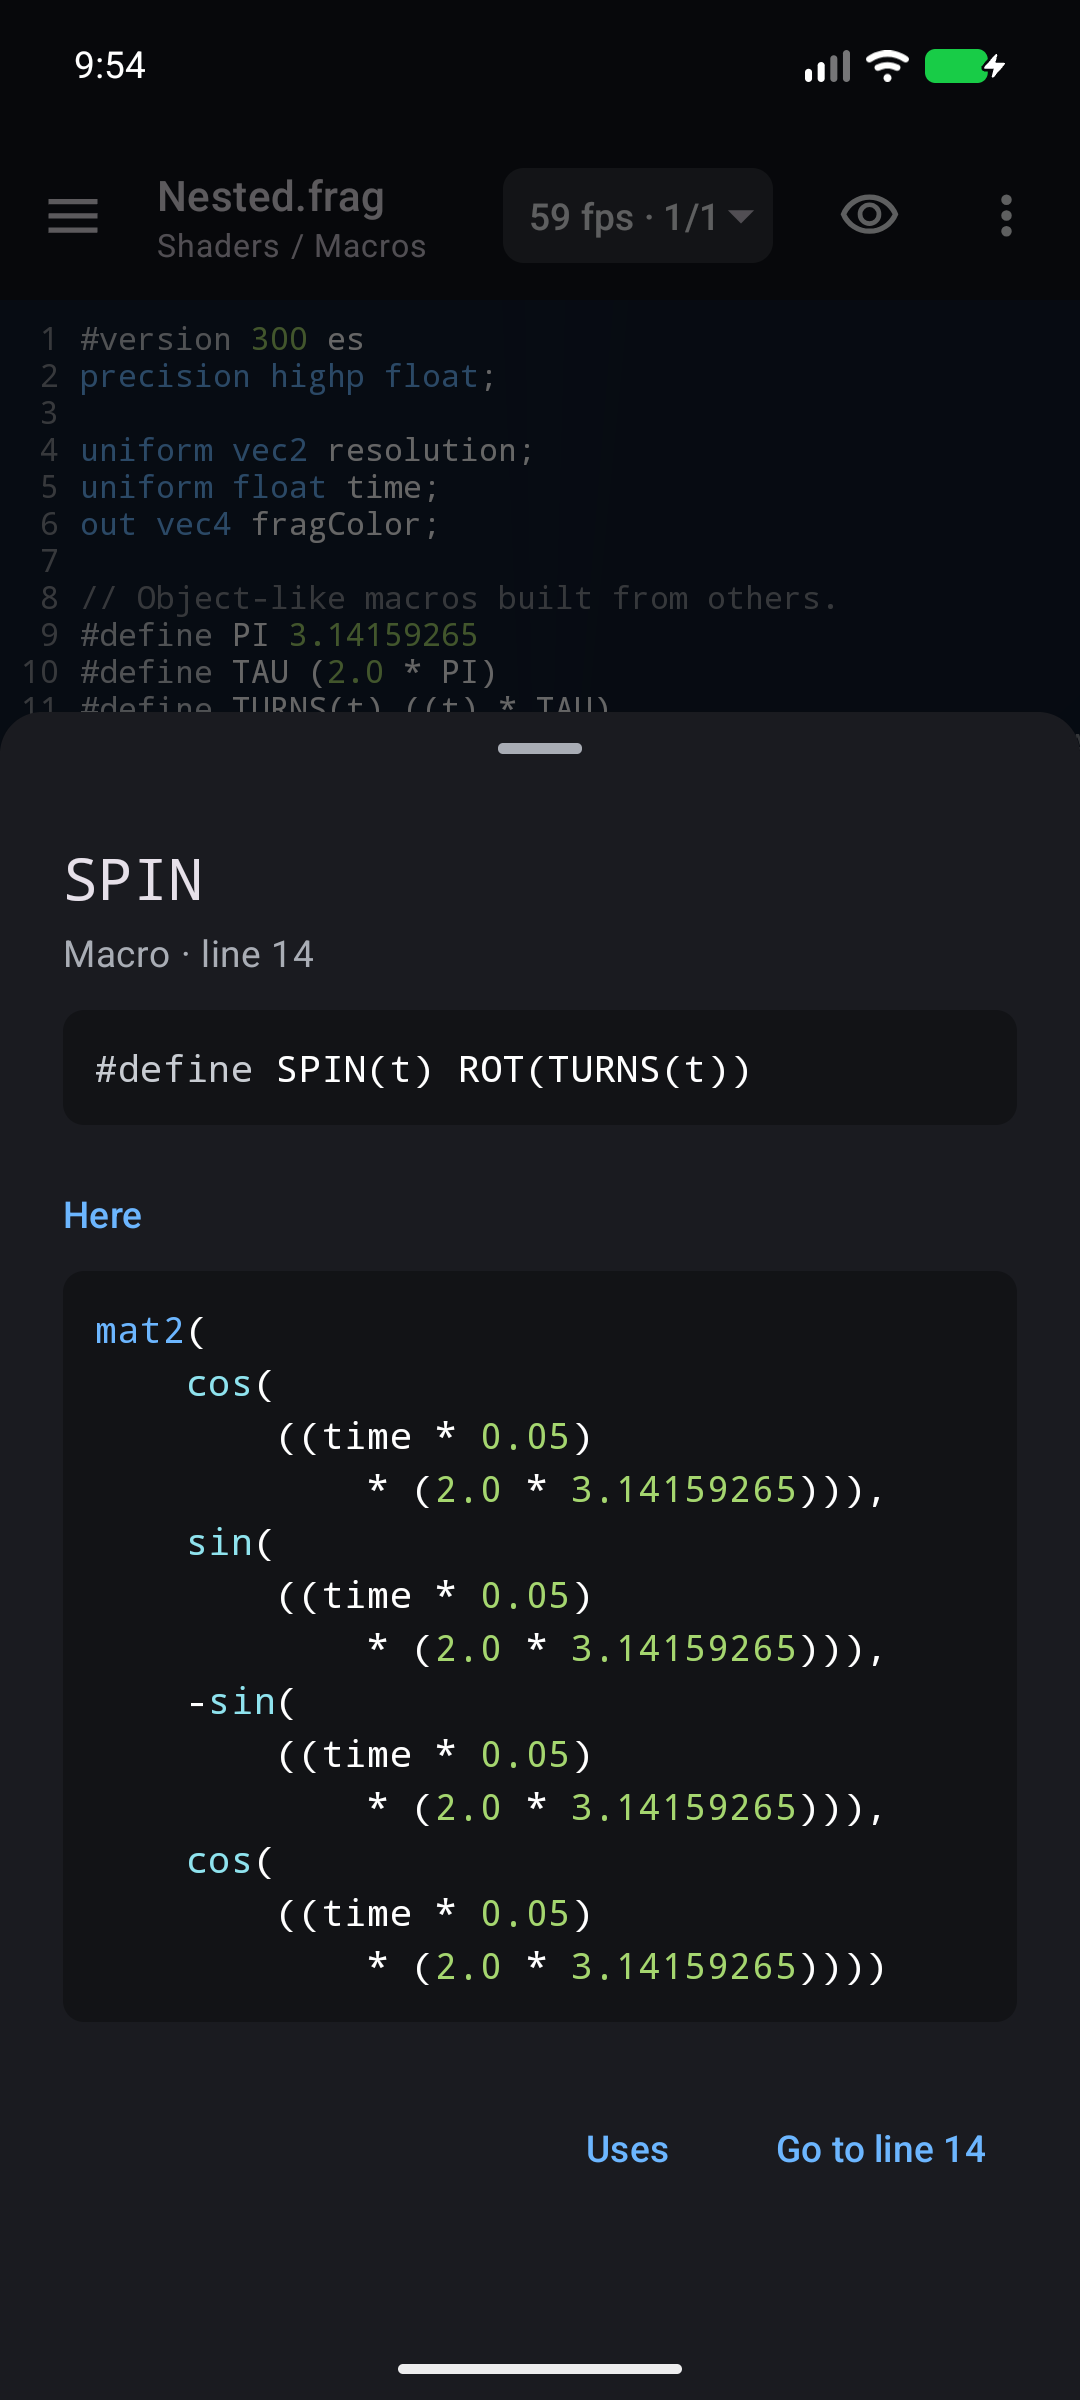 9:54
Nested.frag
Shaders / Macros
59 fps · 1/1
1 #version 300 es
2 precision highp float;
3
4 uniform vec2 resolution;
5 uniform float time;
6 out vec4 fragColor;
7
8 // Object-like macros built from others.
9 #define PI 3.14159265
10 #define TAU (2.0 * PI)
11 #define TURNS(t) ((t) * TAU)
SPIN
Macro · line 14
#define SPIN(t) ROT(TURNS(t))
Here
mat2(
    cos(
        ((time * 0.05)
            * (2.0 * 3.14159265))),
    sin(
        ((time * 0.05)
            * (2.0 * 3.14159265))),
    -sin(
        ((time * 0.05)
            * (2.0 * 3.14159265))),
    cos(
        ((time * 0.05)
            * (2.0 * 3.14159265))))
Uses
Go to line 14